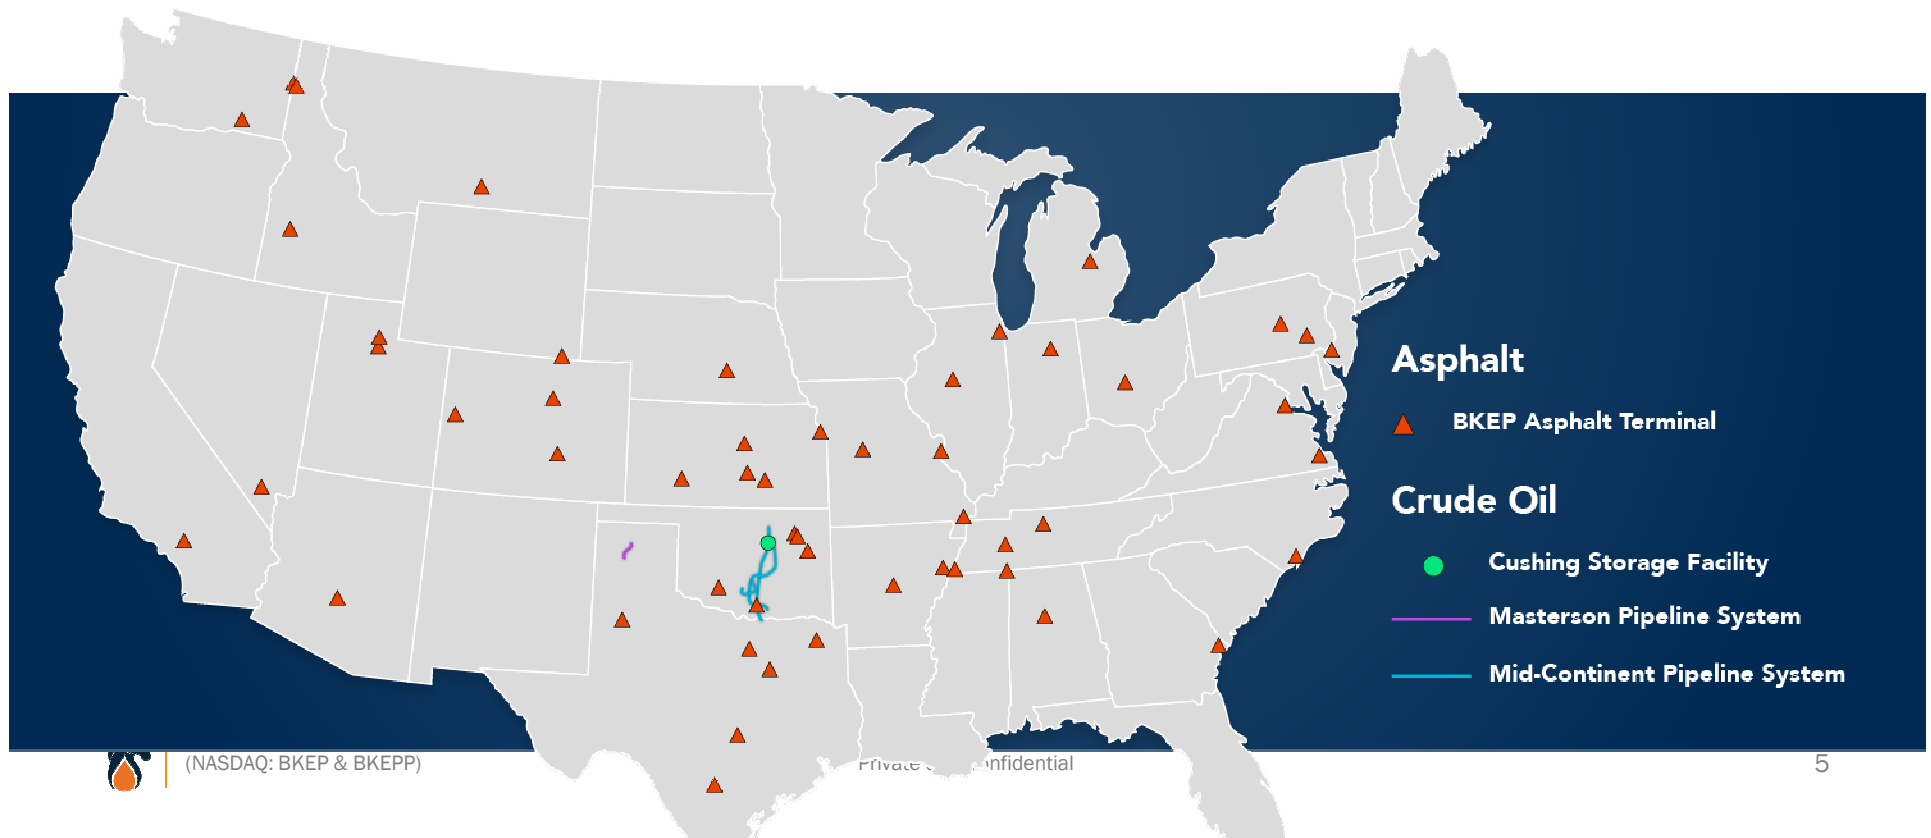 Asphalt
BKEP Asphalt Terminal
Crude Oil
Cushing Storage Facility
Masterson Pipeline System
Mid-Continent Pipeline System
(NASDAQ: BKEP & BKEPP)
Private
5